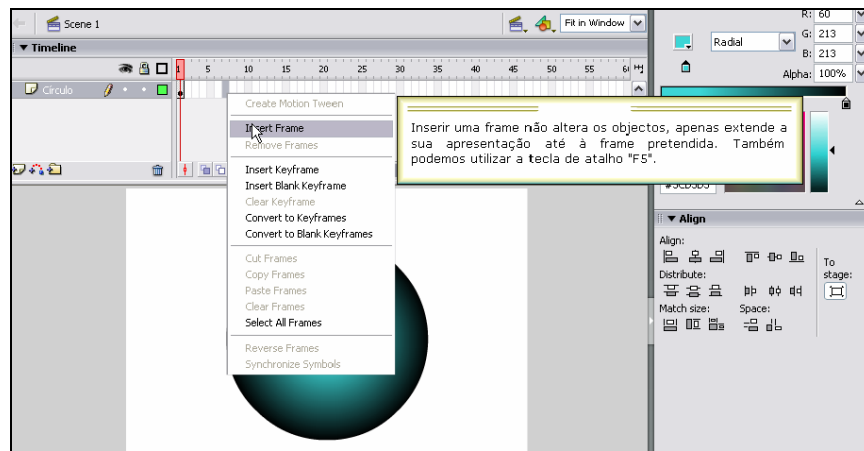 Scene 1
Fit in Window
Timeline
1 5 10 15 20 25 30 35 40 45 50 55
Circulo
Create Motion Tween
Insert Frame
Remove Frames
Insert Keyframe
Insert Blank Keyframe
Clear Keyframe
Convert to Keyframes
Convert to Blank Keyframes
Cut Frames
Copy Frames
Paste Frames
Clear Frames
Select All Frames
Reverse Frames
Synchronize Symbols
Inserir uma frame não altera os objectos, apenas extende a
sua apresentação até à frame pretendida. Também
podemos utilizar a tecla de atalho "F5".
Radial
R: 60
G: 213
B: 213
Alpha: 100%
Align
Align:
Distribute:
Match size:
Space:
To
stage: